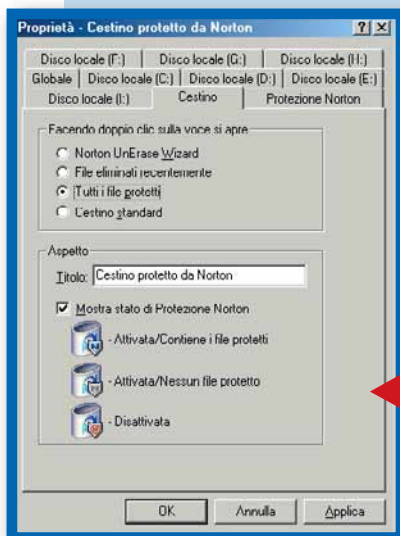 Proprietà - Cestino protetto da Norton
Disco locale (F:) Disco locale (G:) Disco locale (H:)
Globale Disco locale (C:) Disco locale (D:) Disco locale (E:)
Disco locale (I:) Cestino Protezione Norton
Facendo doppio clic sulla voce si apre
Norton UnErase Wizard
File eliminati recentemente
Tutti i file protetti
Cestino standard
Aspetto
Titolo: Cestino protetto da Norton
Mostra stato di Protezione Norton
- Attivata/Contiene i file protetti
- Attivata/Nessun file protetto
- Disattivata
OK Annulla Applica